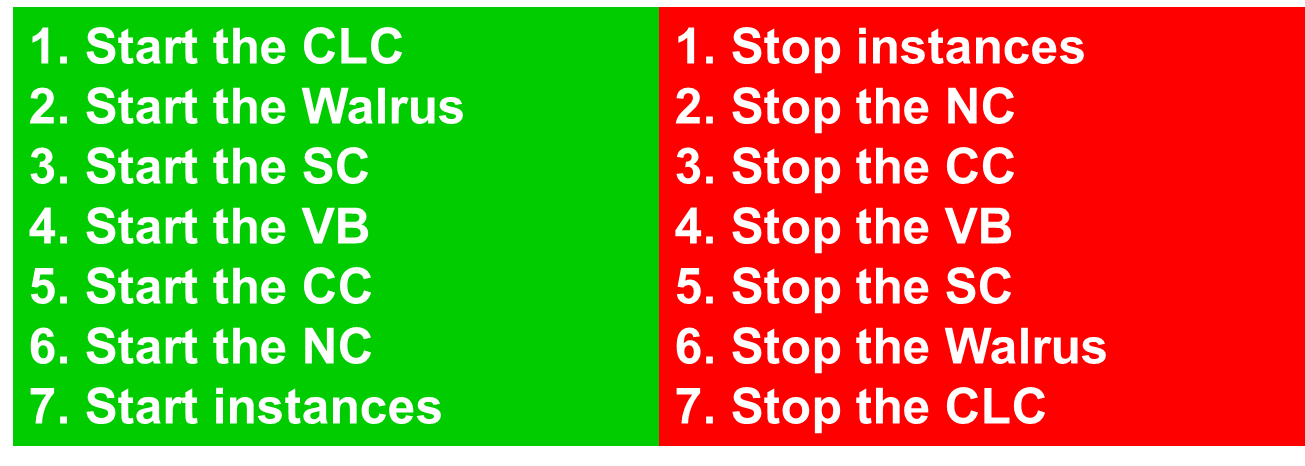 1. Start the CLC
2. Start the Walrus
3. Start the SC
4. Start the VB
5. Start the CC
6. Start the NC
7. Start instances
1. Stop instances
2. Stop the NC
3. Stop the CC
4. Stop the VB
5. Stop the SC
6. Stop the Walrus
7. Stop the CLC